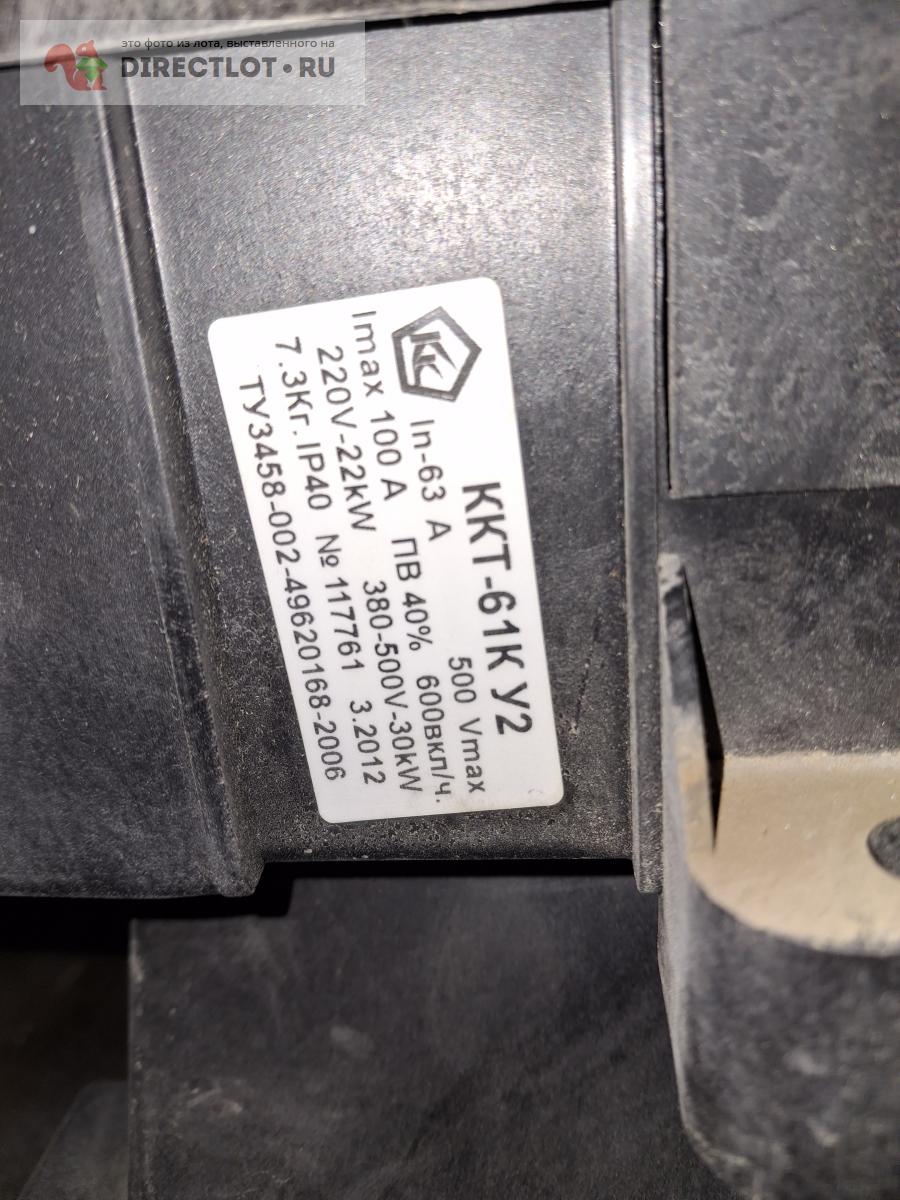 это фото из лота, выставленного на
DIRECTLOT.RU
ККТ-61К У2
КК In-63 А 500 Vmax
Imax 100 А ПВ 40% 600вкл/ч.
220V-22kW 380-500V-30kW
7.3Кг. IP40 № 117761 3.2012
ТУ3458-002-49620168-2006